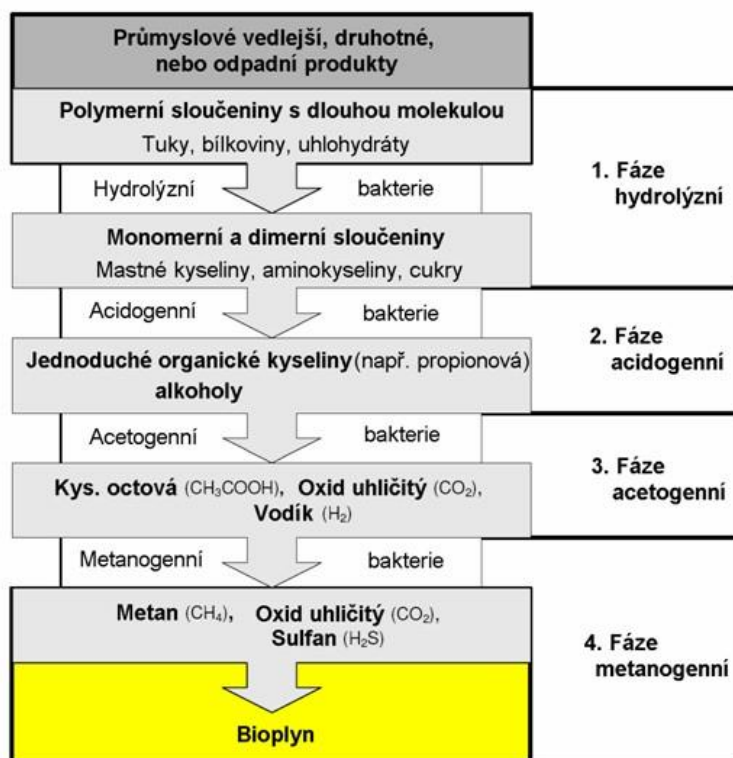 Průmyslové vedlejší, druhotné,
nebo odpadní produkty
Polymerní sloučeniny s dlouhou molekulou
Tuky, bílkoviny, uhlohydráty
Hydrolýzní bakterie
1. Fáze
hydrolýzní
Monomerní a dimerní sloučeniny
Mastné kyseliny, aminokyseliny, cukry
Acidogenní bakterie
2. Fáze
acidogenní
Jednoduché organické kyseliny (např. propionová)
alkoholy
Acetogenní bakterie
3. Fáze
acetogenní
Kys. octová (CH₃COOH), Oxid uhličitý (CO₂),
Vodík (H₂)
Metanogenní bakterie
4. Fáze
metanogenní
Metan (CH₄), Oxid uhličitý (CO₂),
Sulfan (H₂S)
Bioplyn